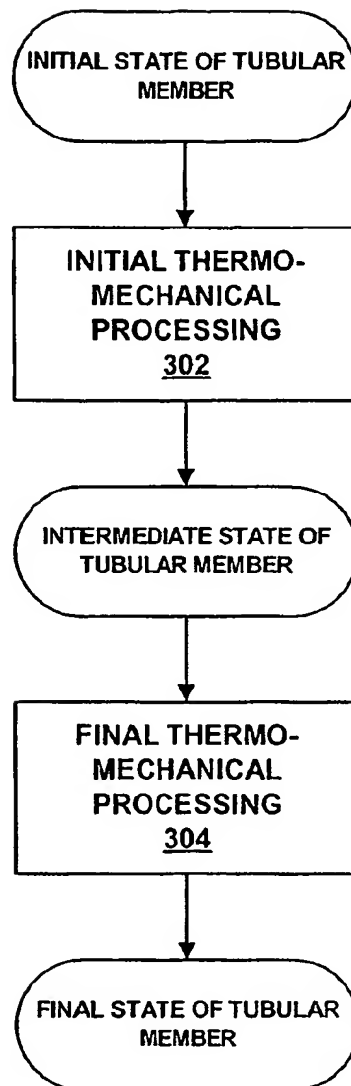 INITIAL STATE OF TUBULAR
MEMBER
INITIAL THERMO-
MECHANICAL
PROCESSING
302
INTERMEDIATE STATE OF
TUBULAR MEMBER
FINAL THERMO-
MECHANICAL
PROCESSING
304
FINAL STATE OF TUBULAR
MEMBER